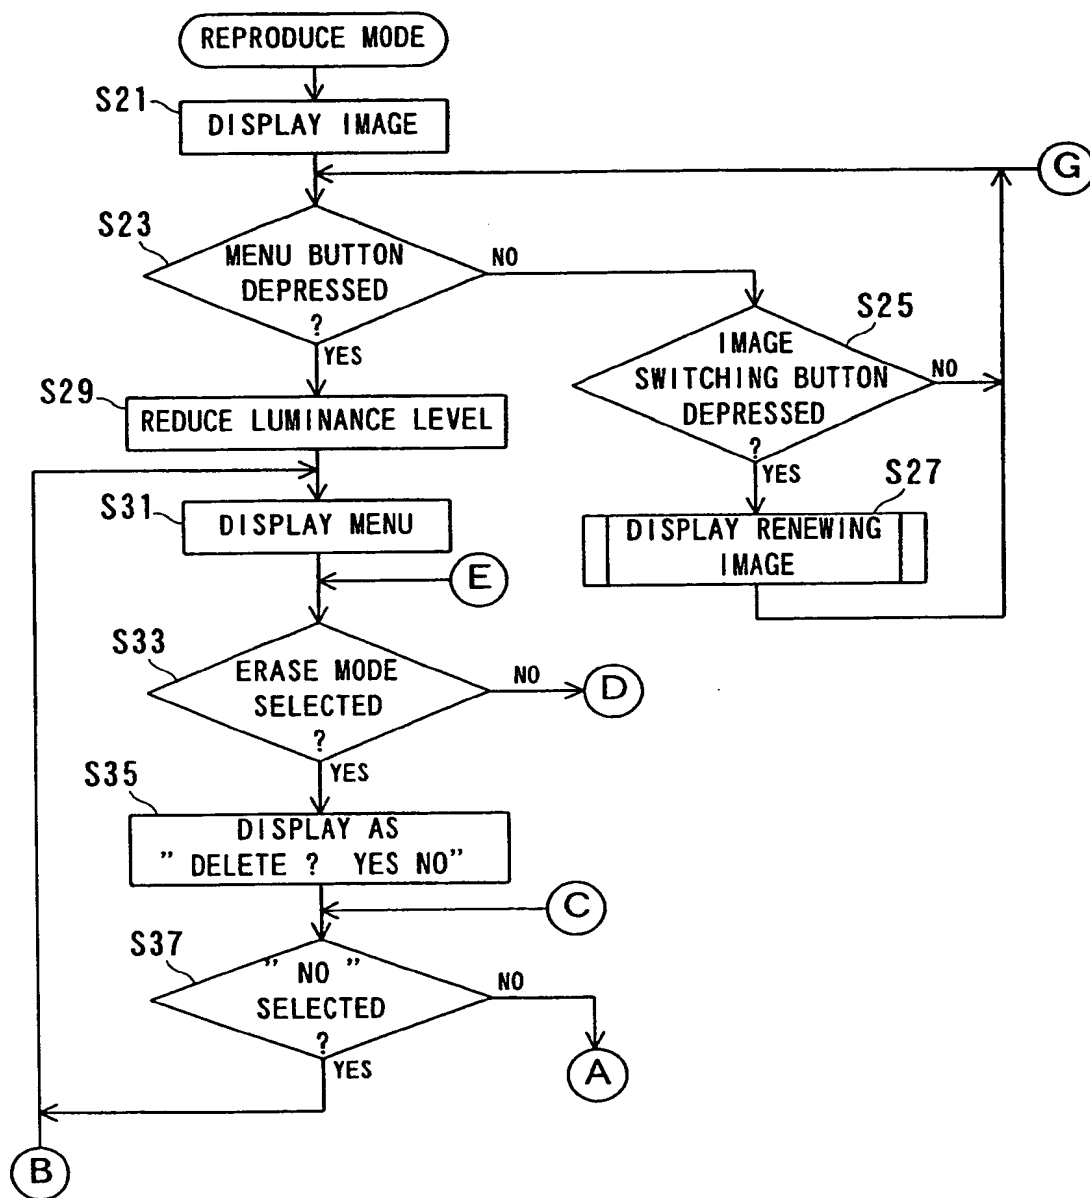 REPRODUCE MODE
S21
DISPLAY IMAGE
G
S23
MENU BUTTON
DEPRESSED
?
NO
YES
S25
IMAGE
SWITCHING BUTTON
DEPRESSED
?
NO
YES
S29
REDUCE LUMINANCE LEVEL
S27
DISPLAY RENEWING
IMAGE
S31
DISPLAY MENU
E
S33
ERASE MODE
SELECTED
?
NO
D
YES
S35
DISPLAY AS
" DELETE ? YES NO"
C
S37
" NO "
SELECTED
?
NO
A
YES
B